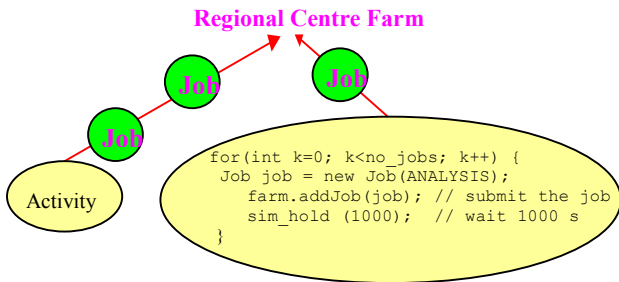 Regional Centre Farm
Job
Job
Job
Activity
for(int k=0; k<no_jobs; k++) {
Job job = new Job(ANALYSIS);
farm.addJob(job); // submit the job
sim_hold (1000); // wait 1000 s
}